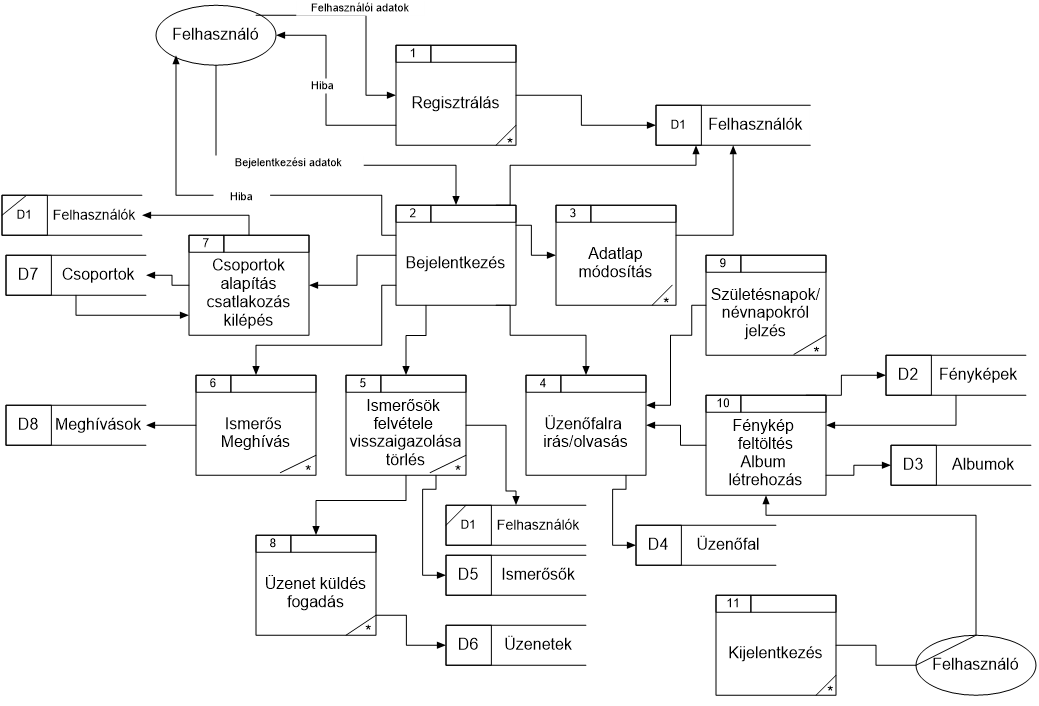 Felhasználói adatok
Felhasználó
1
Hiba
Regisztrálás
*
D1
Felhasználók
Bejelentkezési adatok
Hiba
D1
Felhasználók
2
Bejelentkezés
3
Adatlap
módosítás
*
7
Csoportok
alapítás
csatlakozás
kilépés
D7
Csoportok
9
Születésnapok/
névnapokról
jelzés
*
6
Ismerős
Meghívás
*
5
Ismerősök
felvétele
visszaigazolása
törlés
*
4
Üzenőfalra
irás/olvasás
D2
Fényképek
10
Fénykép
feltöltés
Album
létrehozás
D8
Meghívások
D3
Albumok
D1
Felhasználók
8
Üzenet küldés
fogadás
*
D4
Üzenőfal
D5
Ismerősők
D6
Üzenetek
11
Kijelentkezés
*
Felhasználó